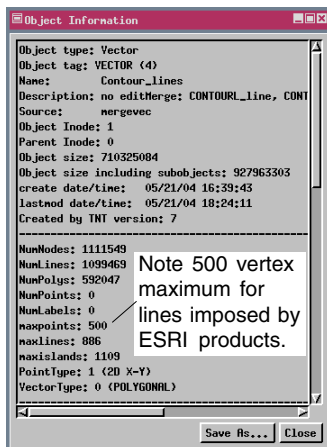 Object Information
Object type: Vector
Object tag: VECTOR (4)
Name: Contour_lines
Description: no editMerge: CONTOURL_line, CONT
Source: mergevec
Object Inode: 1
Parent Inode: 0
Object size: 710325084
Object size including subobjects: 927963303
create date/time: 05/21/04 16:39:43
lastmod date/time: 05/21/04 18:24:11
Created by TNT version: 7
NumNodes: 1111549
NumLines: 1099469
NumPolys: 592047
NumPoints: 0
NumLabels: 0
maxpoints: 500
maxlines: 886
maxislands: 1109
PointType: 1 (2D X-Y)
VectorType: 0 (POLYGONAL)
Note 500 vertex
maximum for
lines imposed by
ESRI products.
Save As... Close